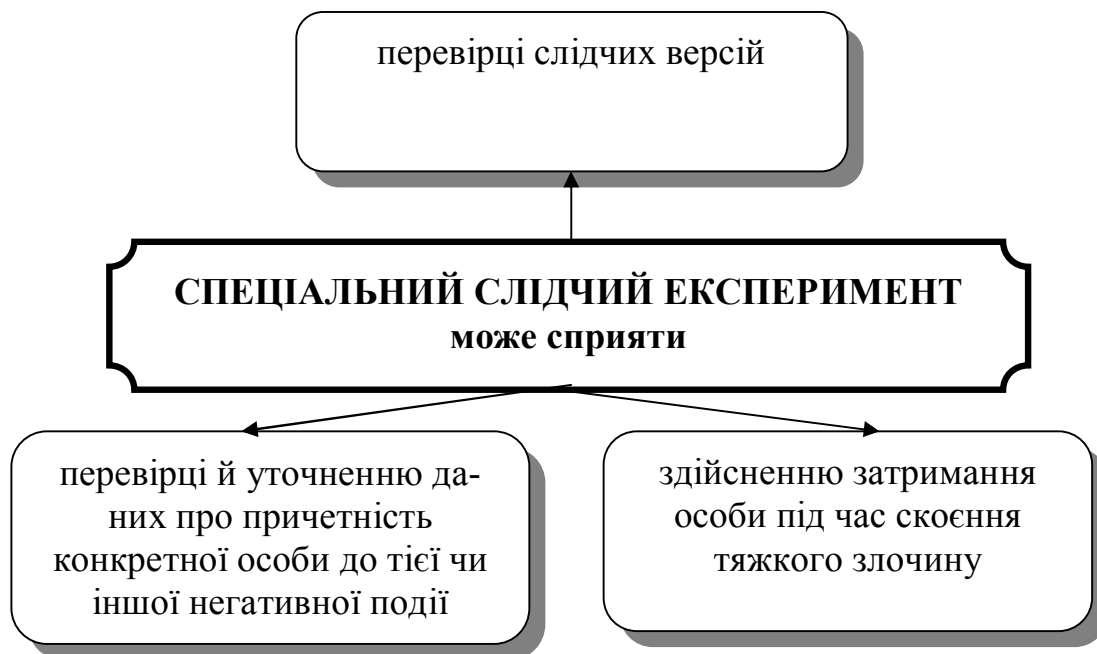 перевірці слідчих версій
СПЕЦІАЛЬНИЙ СЛІДЧИЙ ЕКСПЕРИМЕНТ
може сприяти
перевірці й уточненню да-
них про причетність
конкретної особи до тієї чи
іншої негативної події
здійсненню затримання
особи під час скоєння
тяжкого злочину